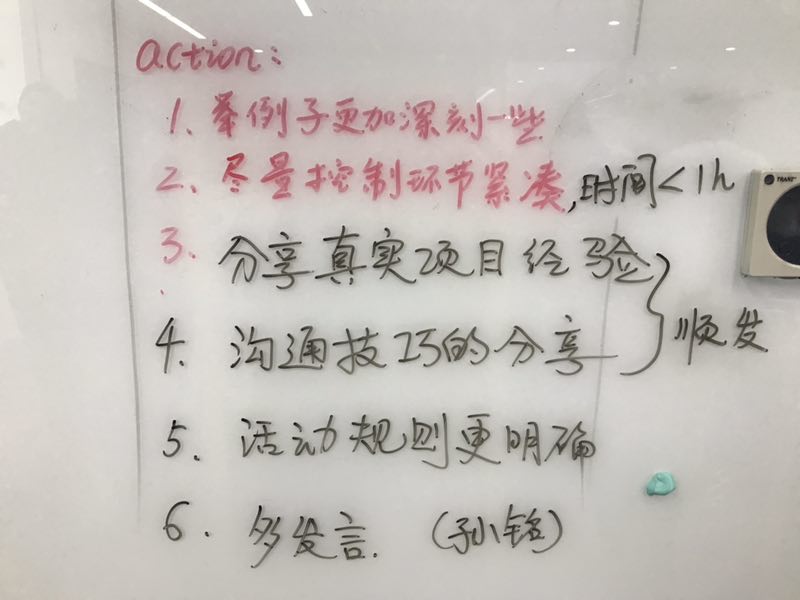 action:
1. 举例子更加深刻一些
2. 尽量控制环节紧凑,时间<1h
3. 分享真实项目经验
4. 沟通技巧的分享 } 顺发
5. 活动规则更明确
6. 多发言. (孙小铭)
TRANE